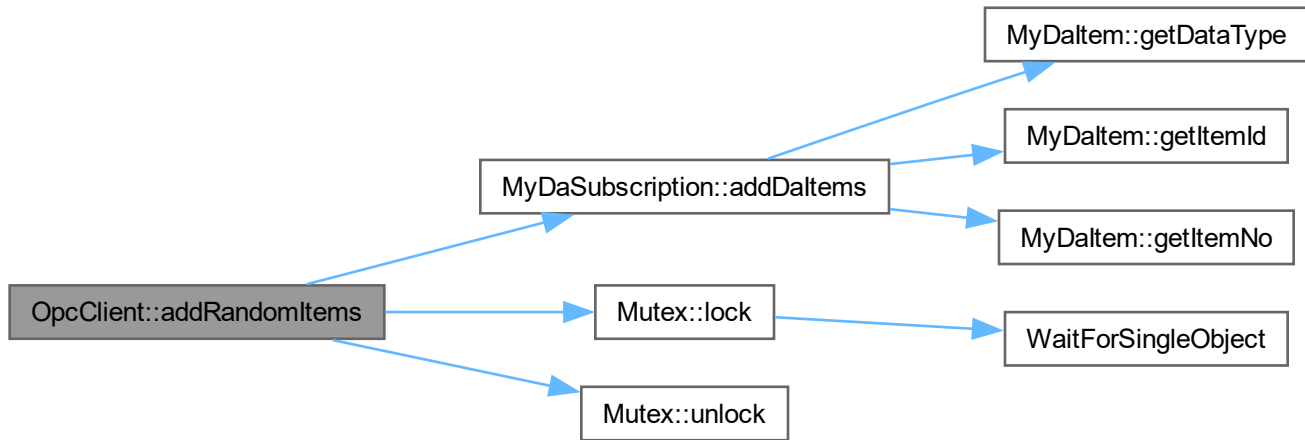 MyDaItem::getDataType
MyDaItem::getItemId
MyDaSubscription::addDaItems
MyDaItem::getItemNo
OpcClient::addRandomItems
Mutex::lock
WaitForSingleObject
Mutex::unlock